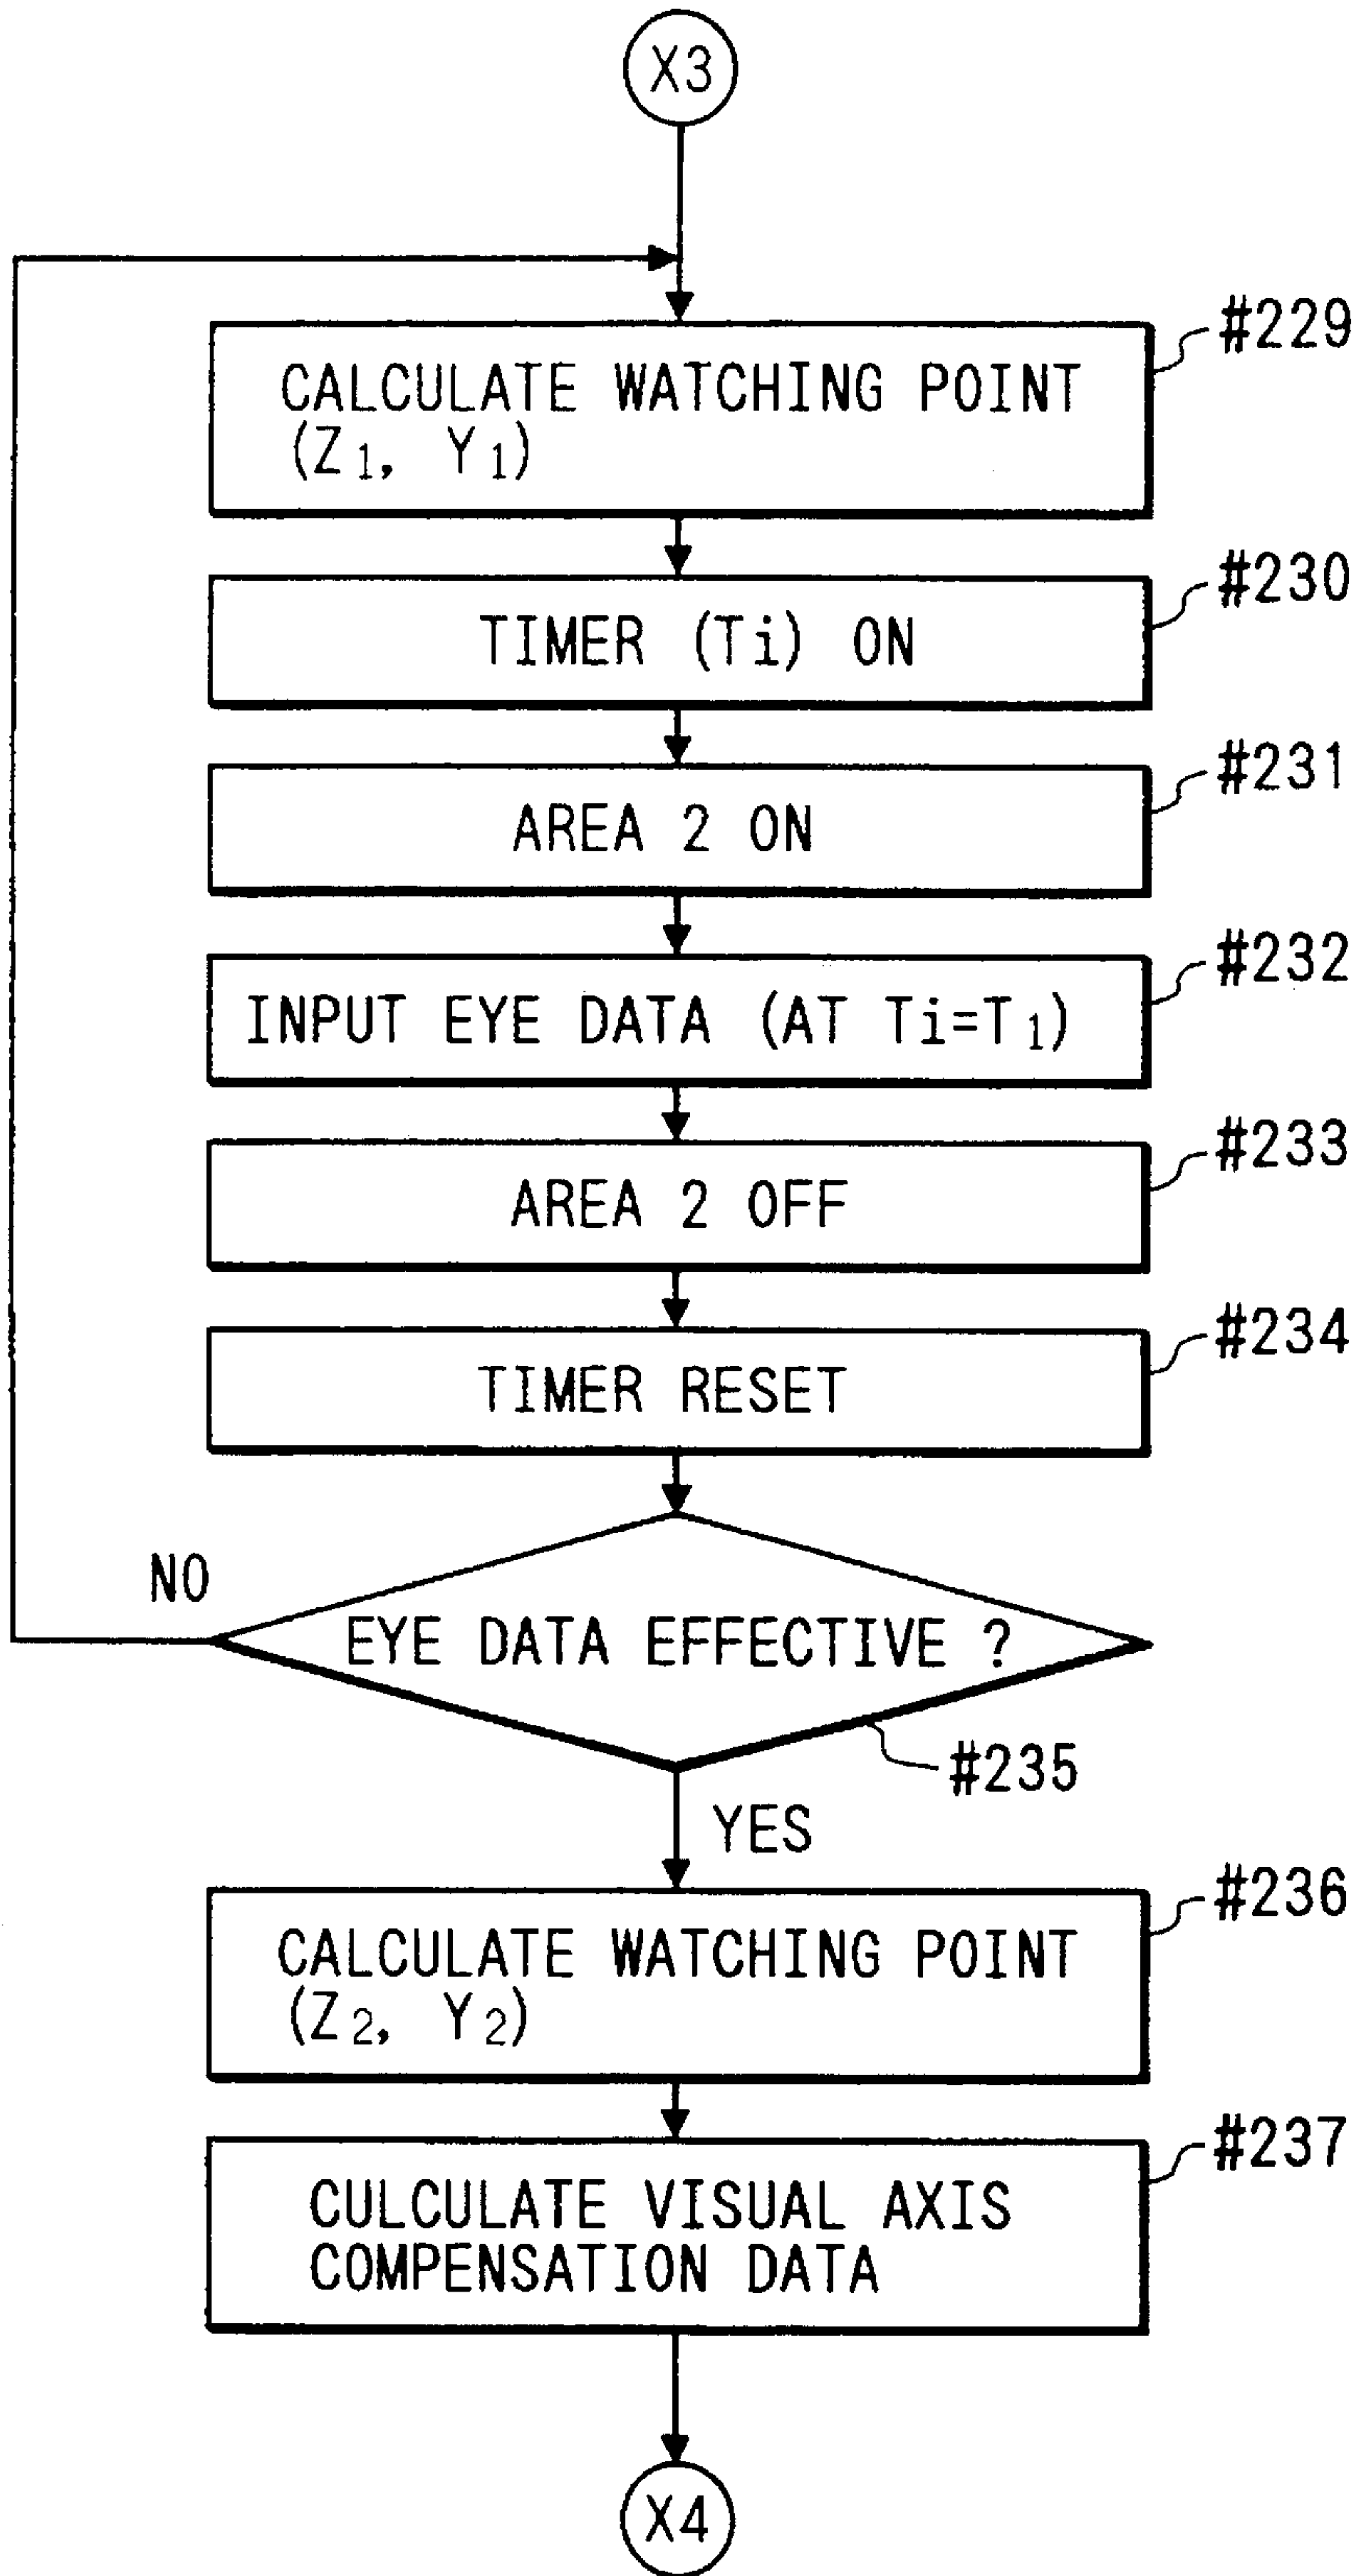 X3
#229
CALCULATE WATCHING POINT
(Z1, Y1)
#230
TIMER (Ti) ON
#231
AREA 2 ON
#232
INPUT EYE DATA (AT Ti=T1)
#233
AREA 2 OFF
#234
TIMER RESET
NO
EYE DATA EFFECTIVE ?
#235
YES
#236
CALCULATE WATCHING POINT
(Z2, Y2)
#237
CULCULATE VISUAL AXIS
COMPENSATION DATA
X4